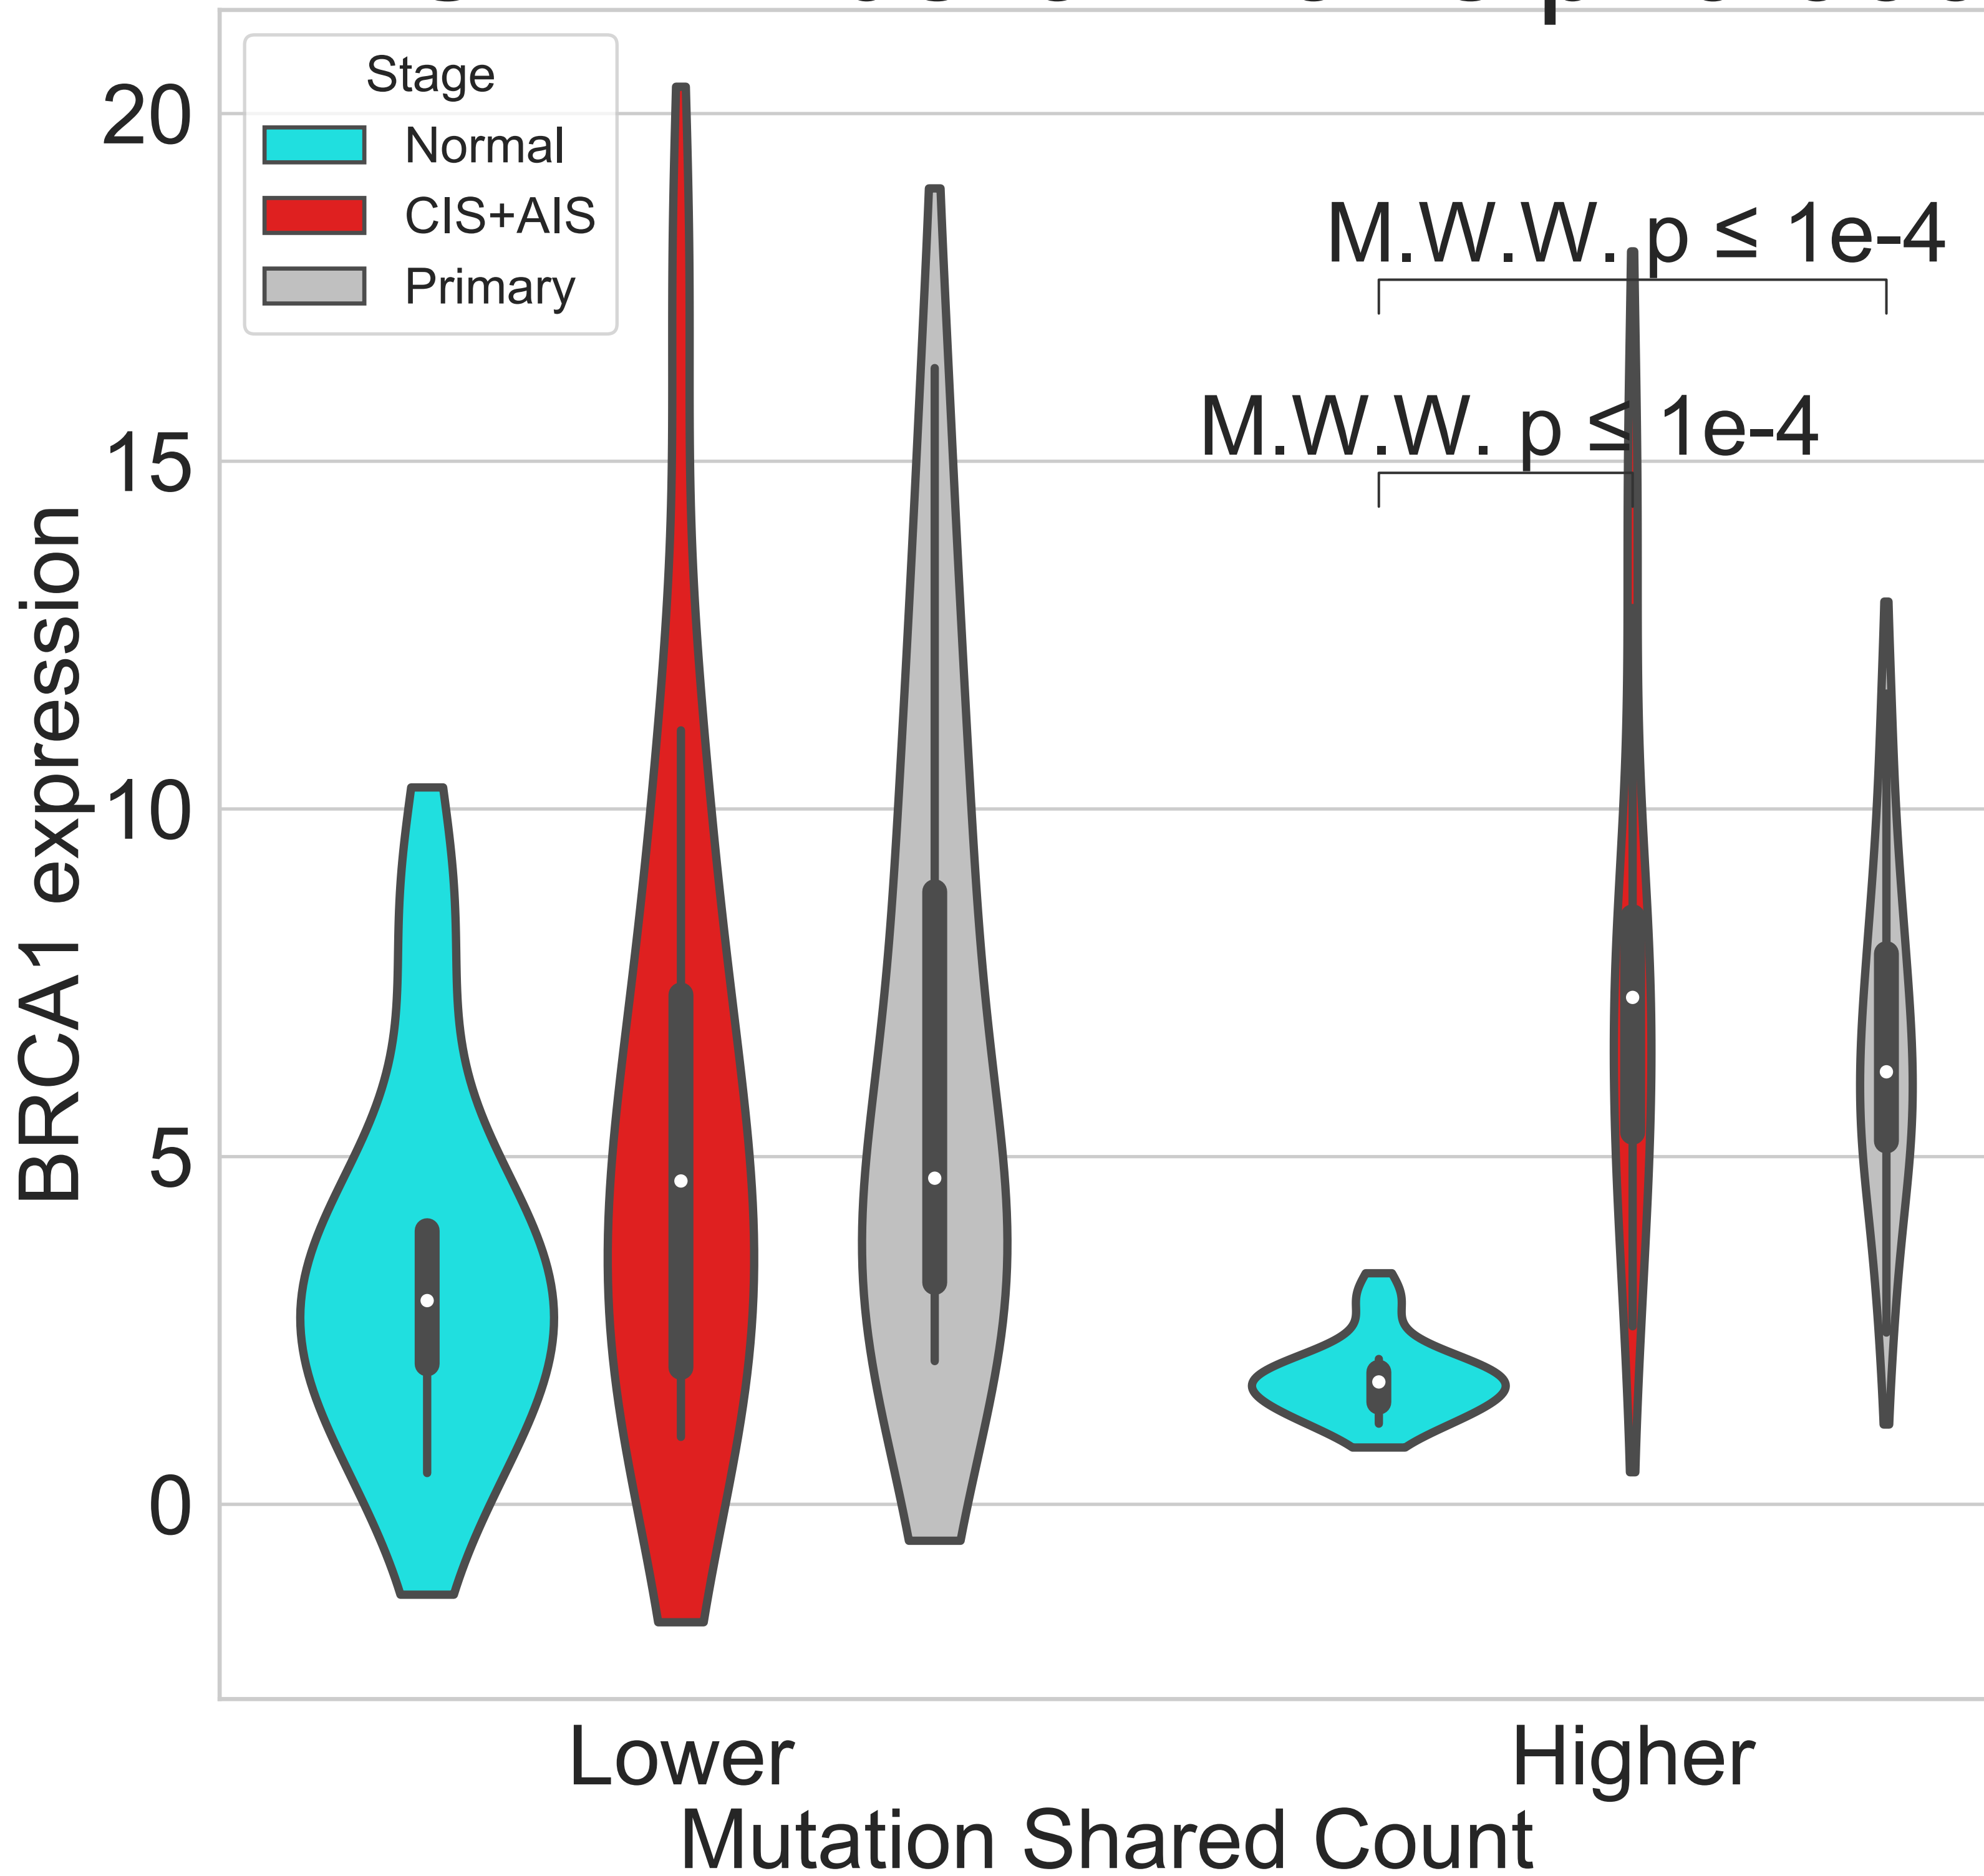 Stage
Normal
CIS+AIS
Primary
M.W.W. p ≤ 1e-4
M.W.W. p ≤ 1e-4
20
15
10
5
0
BRCA1 expression
Lower
Higher
Mutation Shared Count